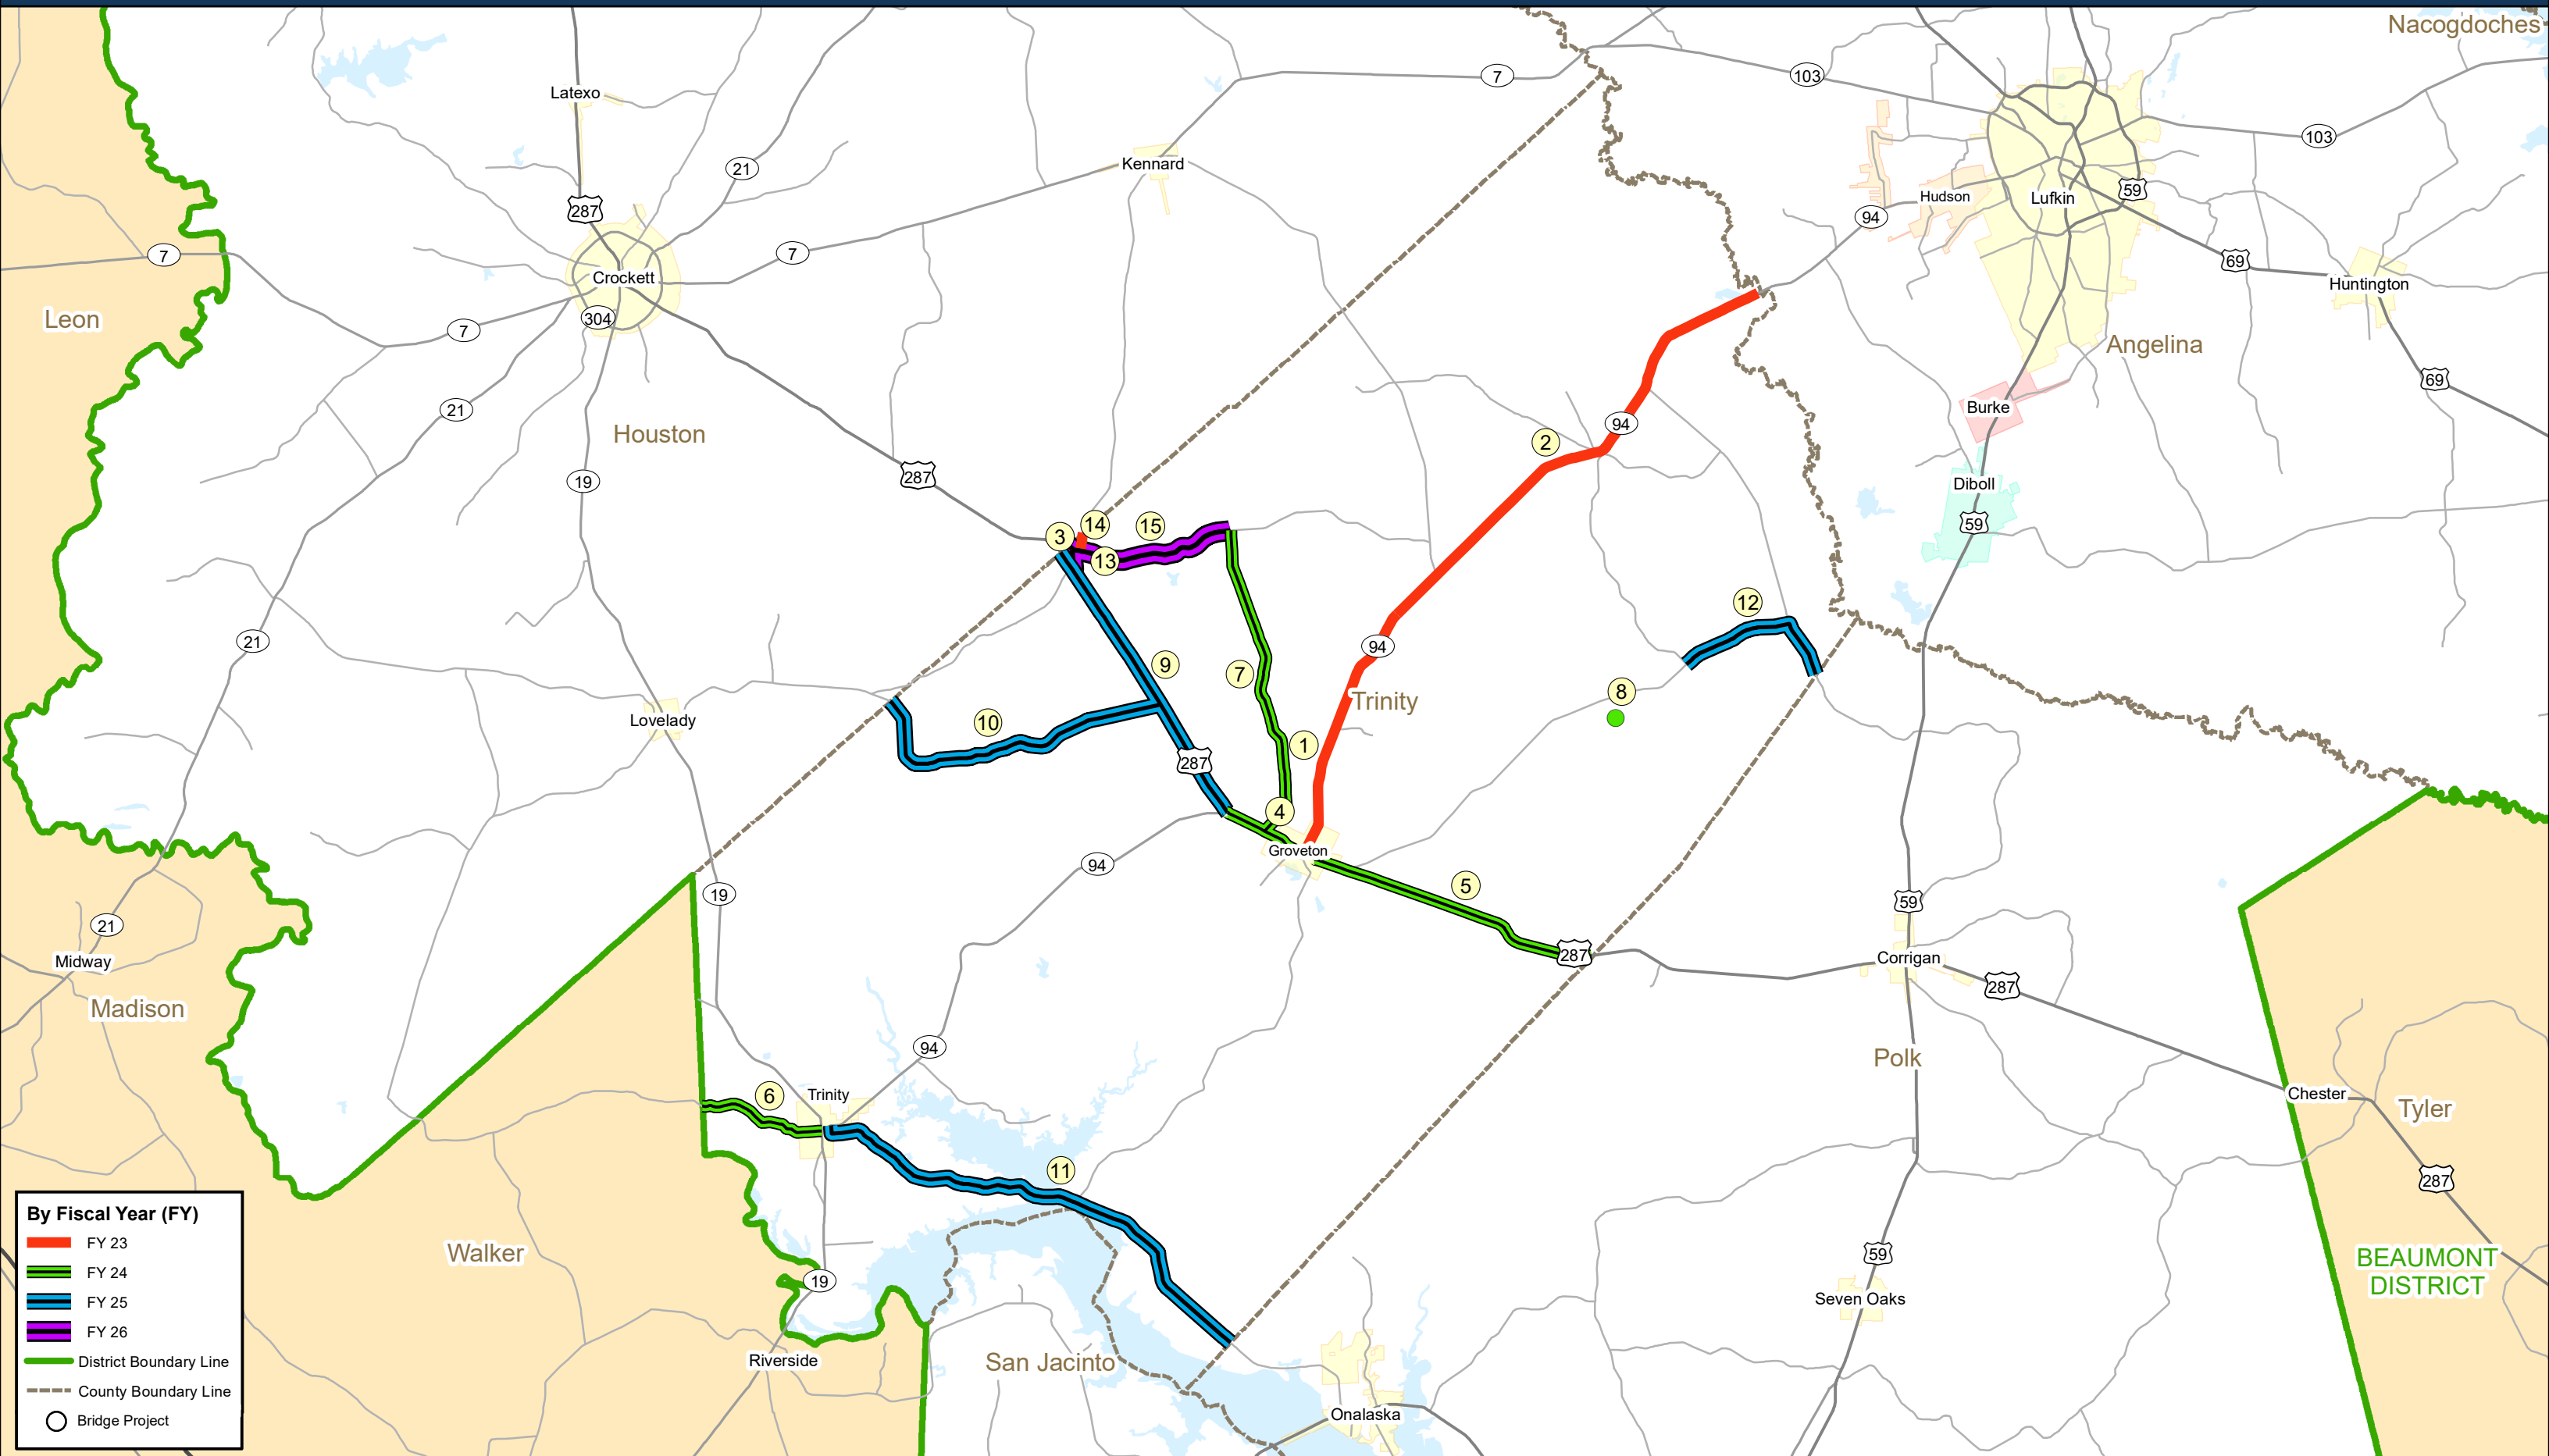 Nacogdoches
7
103
Latexo
103
Kennard
21
287
59
Hudson
Lufkin
94
7
7
69
Crockett
Huntington
304
Leon
7
Angelina
69
21
Burke
94
Houston
2
287
19
Diboll
59
14
15
3
13
12
21
94
9
7
8
Trinity
Lovelady
10
1
287
4
Groveton
94
5
19
59
21
287
Corrigan
Midway
287
Madison
94
Polk
Trinity
6
Chester
Tyler
11
287
By Fiscal Year (FY)
FY 23
FY 24
FY 25
FY 26
District Boundary Line
County Boundary Line
Bridge Project
Walker
59
BEAUMONT
DISTRICT
19
Seven Oaks
Riverside
San Jacinto
Onalaska